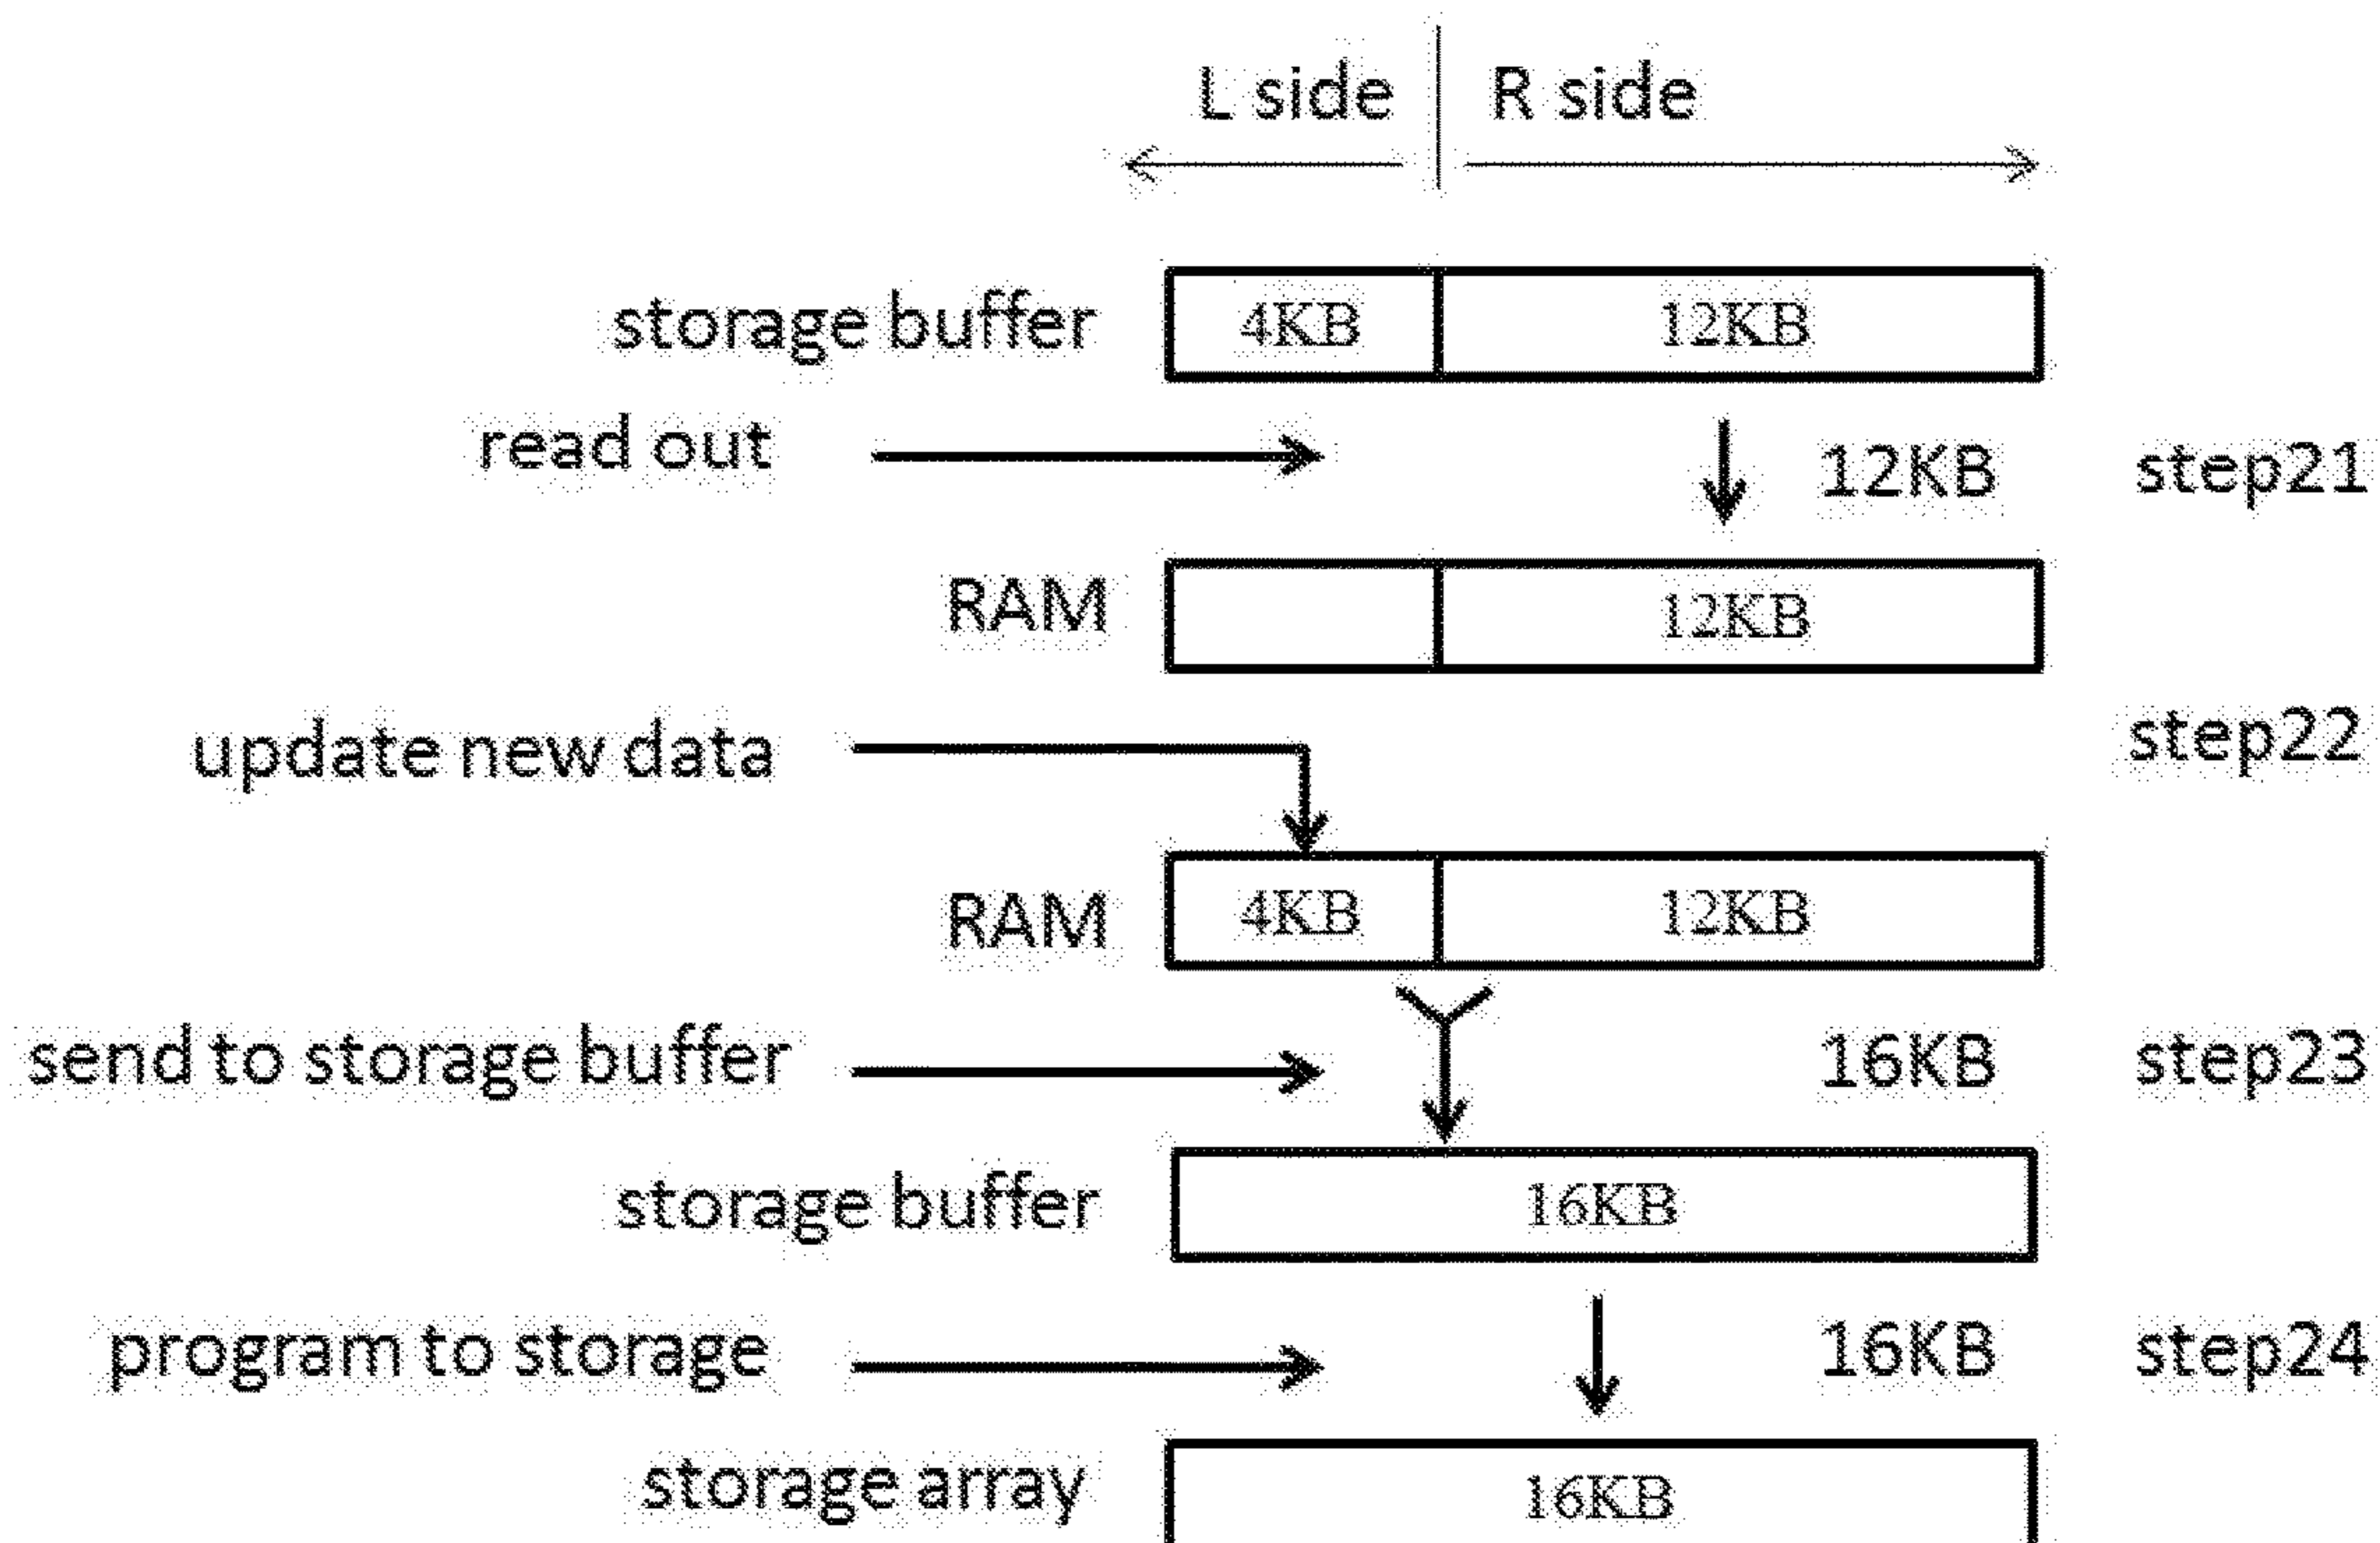 L side R side
storage buffer 4KB 12KB
read out 12KB step21
RAM 12KB
update new data step22
RAM 4KB 12KB
send to storage buffer 16KB step23
storage buffer 16KB
program to storage 16KB step24
storage array 16KB